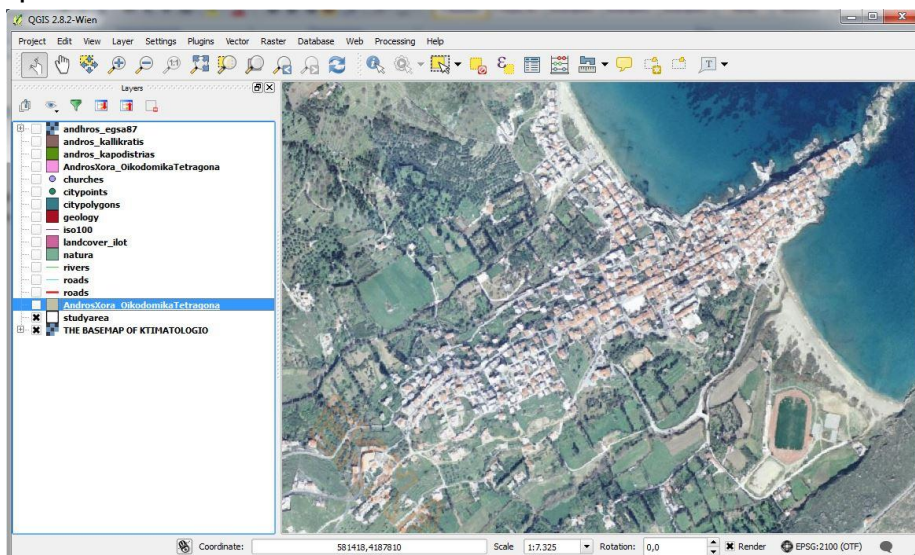 QGIS 2.8.2-Wien
Project Edit View Layer Settings Plugins Vector Raster Database Web Processing Help
Layers
andhros_egsa87
andros_kallikratis
andros_kapodistrias
AndrosXora_OikodomikaTetragona
churches
citypoints
citypolygons
geology
iso100
landcover_ilot
natura
rivers
roads
roads
AndrosXora_OikodomikaTetragona
studyarea
THE BASEMAP OF KTIMATOLOGIO
Coordinate: 581418,4187810 Scale 1:7.325 Rotation: 0,0 Render EPSG:2100 (OTF)